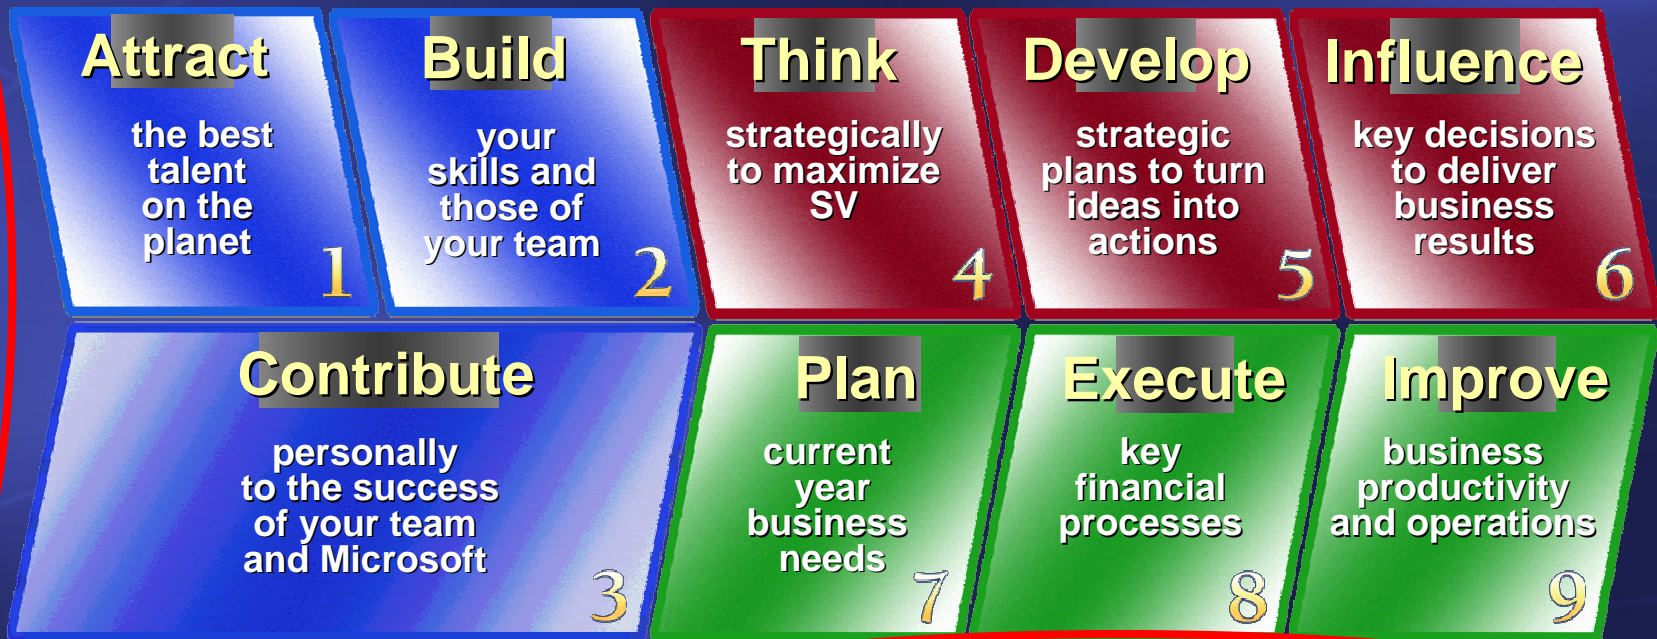 Attract
the best
talent
on the
planet
1
Build
your
skills and
those of
your team
2
Think
strategically
to maximize
SV
4
Develop
strategic
plans to turn
ideas into
actions
5
Influence
key decisions
to deliver
business
results
6
Contribute
personally
to the success
of your team
and Microsoft
3
Plan
current
year
business
needs
7
Execute
key
financial
processes
8
Improve
business
productivity
and operations
9